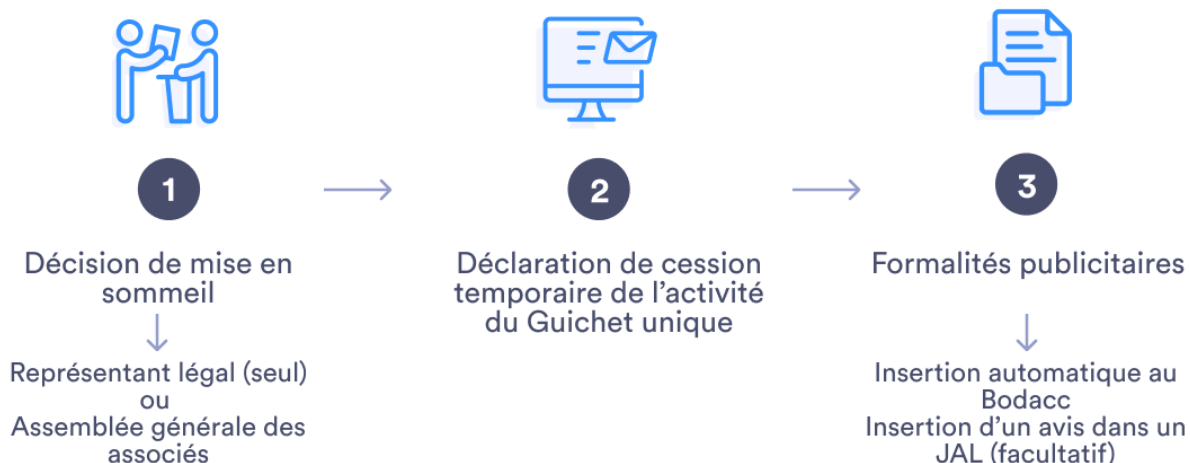 1
Décision de mise en
sommeil
Représentant légal (seul)
ou
Assemblée générale des
associés
2
Déclaration de cession
temporaire de l’activité
du Guichet unique
3
Formalités publicitaires
Insertion automatique au
Bodacc
Insertion d’un avis dans un
JAL (facultatif)